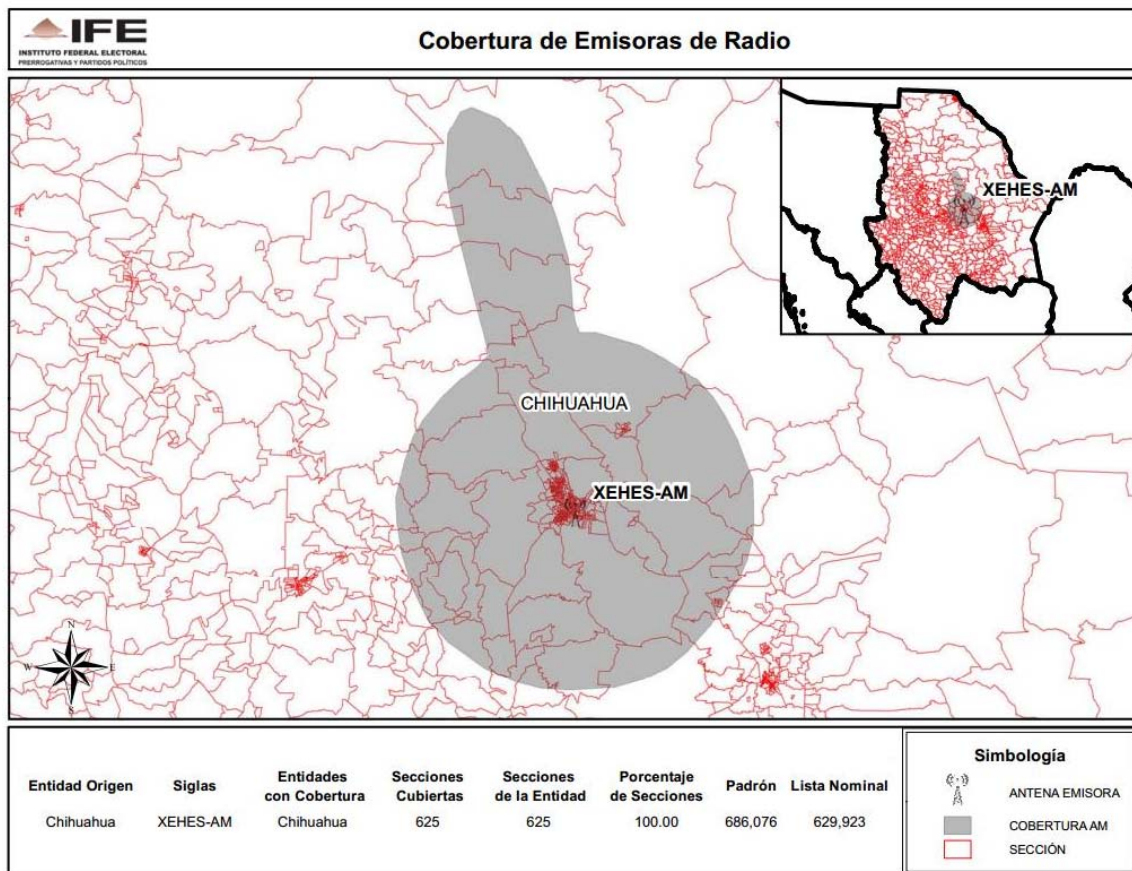 IFE
INSTITUTO FEDERAL ELECTORAL
PRERROGATIVAS Y PARTIDOS POLÍTICOS
Cobertura de Emisoras de Radio
XEHES-AM
CHIHUAHUA
XEHES-AM
N
W E
S
Entidad Origen Siglas Entidades con Cobertura Secciones Cubiertas Secciones de la Entidad Porcentaje de Secciones Padrón Lista Nominal
Chihuahua XEHES-AM Chihuahua 625 625 100.00 686,076 629,923
Simbología
ANTENA EMISORA
COBERTURA AM
SECCIÓN